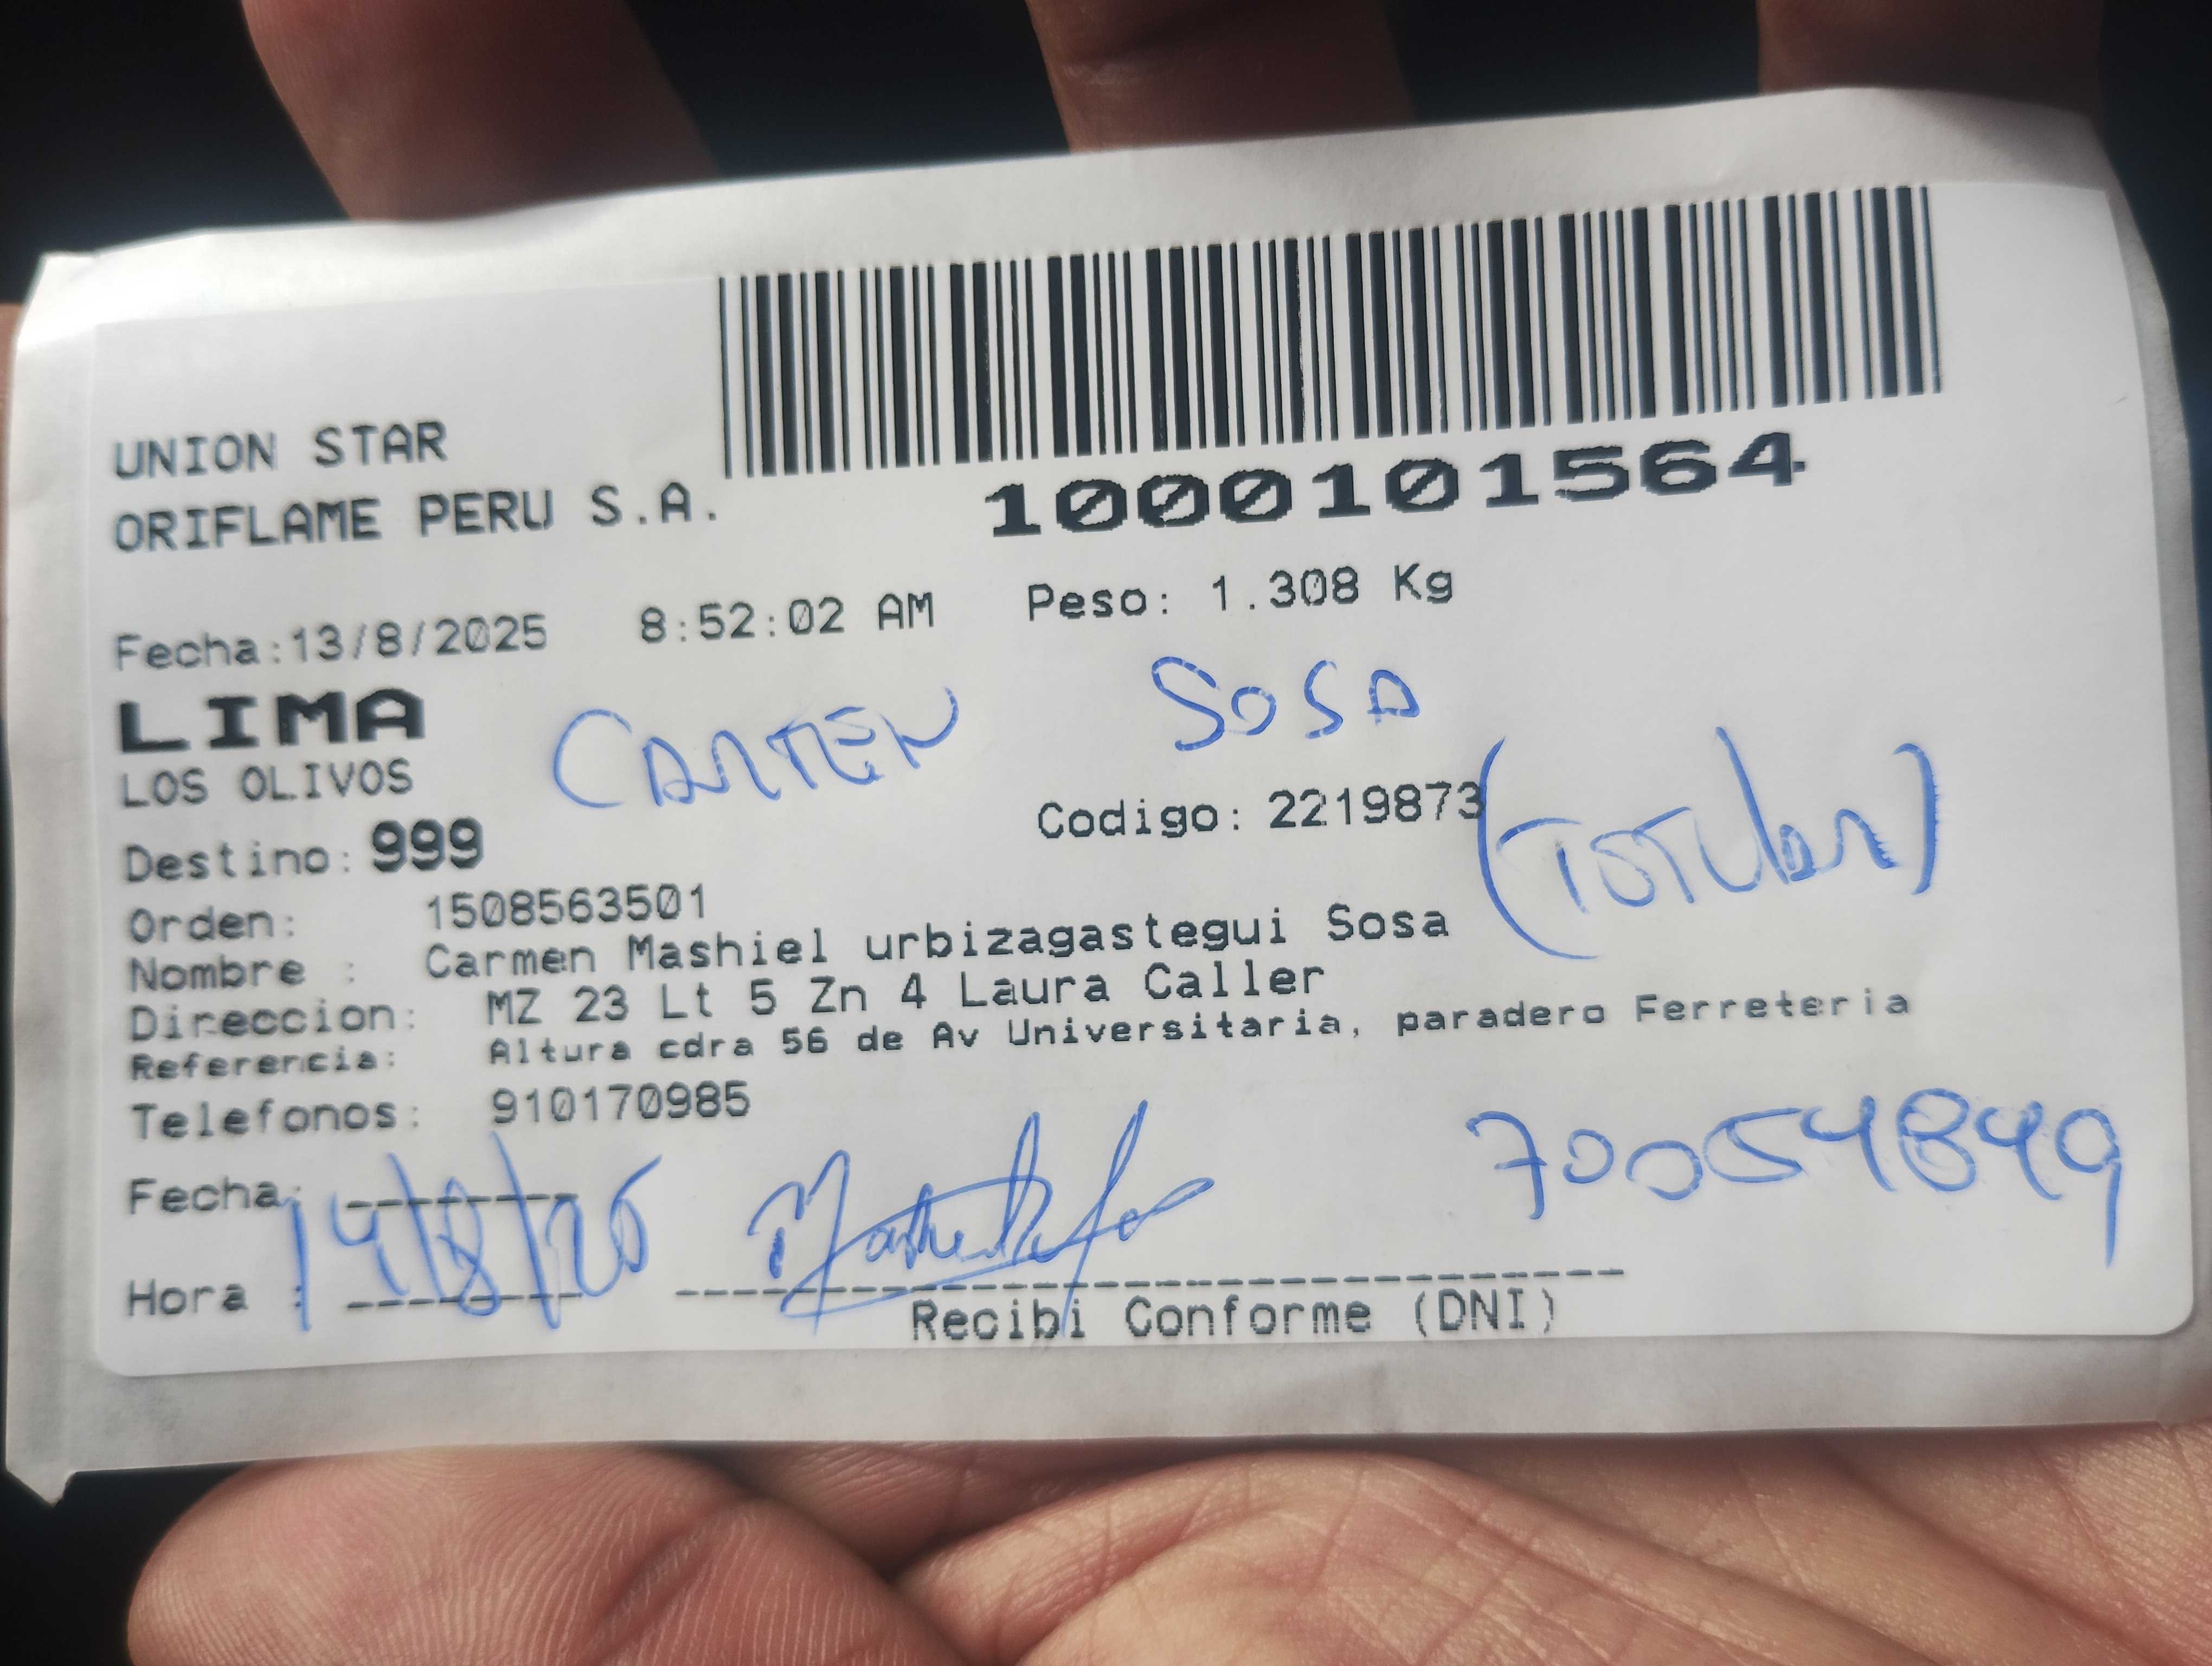 UNION STAR
ORIFLAME PERU S.A.
1000101564
Fecha:13/8/2025 8:52:02 AM Peso: 1.308 Kg
LIMA
CARMEN SOSA
LOS OLIVOS
Codigo: 2219873
(TITULAR)
Destino: 999
Orden: 1508563501
Nombre : Carmen Mashiel urbizagastegui Sosa
Direccion: MZ 23 Lt 5 Zn 4 Laura Caller
Referencia: Altura cdra 56 de Av Universitaria, paradero Ferreteria
Telefonos: 910170985
70054849
Fecha: 14/8/25
Hora :
Recibi Conforme (DNI)